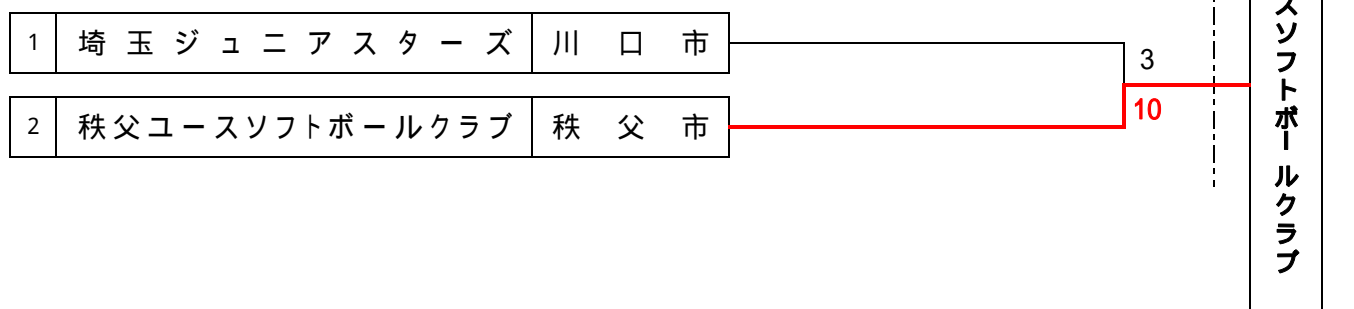 1 埼玉ジュニアスターズ 川口市
3
2 秩父ユースソフトボールクラブ 秩父市
10
スソフトボールクラブ